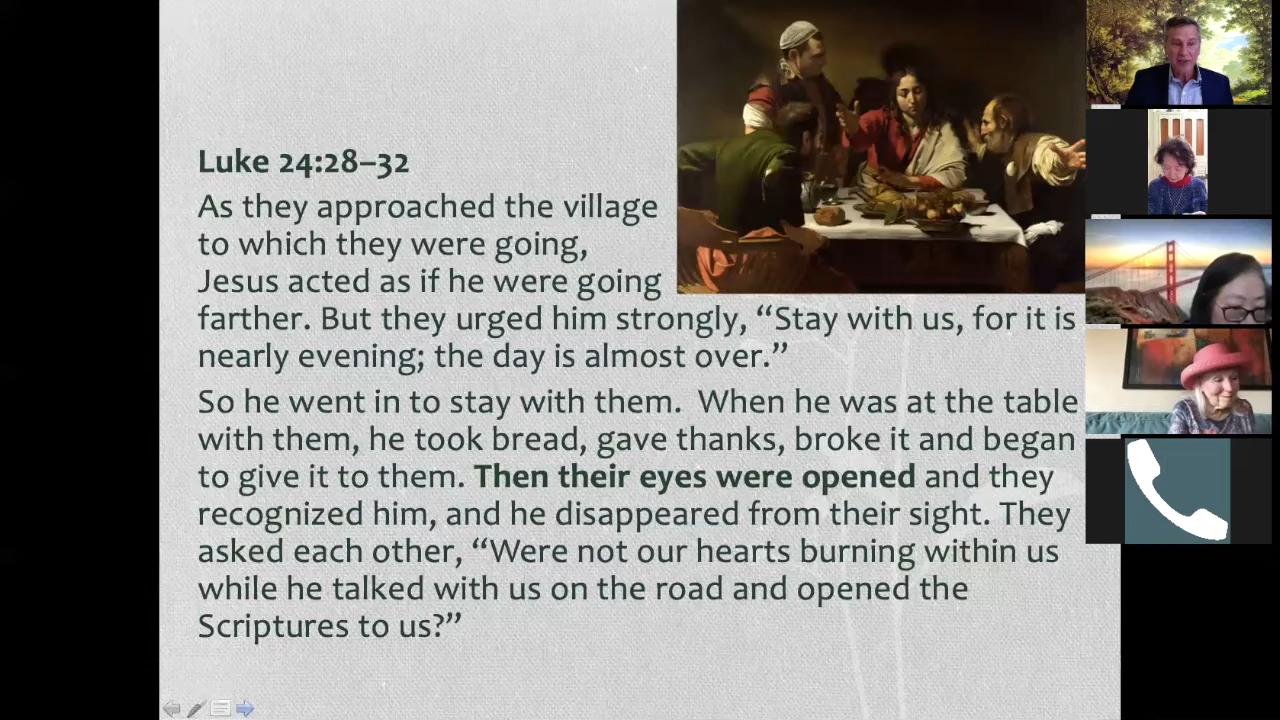 Luke 24:28–32
As they approached the village
to which they were going,
Jesus acted as if he were going
farther. But they urged him strongly, “Stay with us, for it is
nearly evening; the day is almost over.”
So he went in to stay with them.  When he was at the table
with them, he took bread, gave thanks, broke it and began
to give it to them. Then their eyes were opened and they
recognized him, and he disappeared from their sight. They
asked each other, “Were not our hearts burning within us
while he talked with us on the road and opened the
Scriptures to us?”